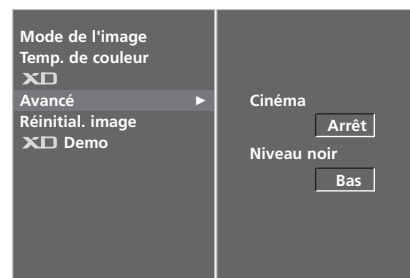 Mode de l'image
Temp. de couleur
XD
Avancé ►
Réinitial. image
XD Demo
Cinéma
Arrêt
Niveau noir
Bas